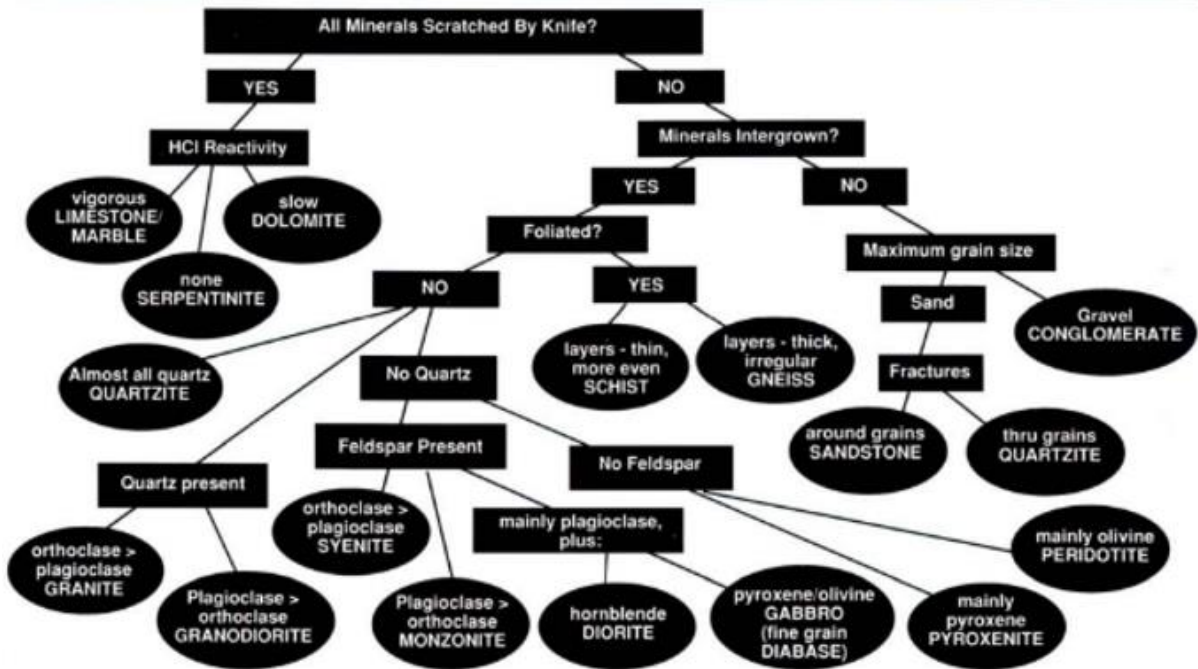 All Minerals Scratched By Knife?
YES
NO
HCl Reactivity
Minerals Intergrown?
vigorous
LIMESTONE/
MARBLE
slow
DOLOMITE
none
SERPENTINITE
YES
NO
Foliated?
Maximum grain size
NO
YES
Sand
Gravel
CONGLOMERATE
Almost all quartz
QUARTZITE
No Quartz
layers - thin,
more even
SCHIST
layers - thick,
irregular
GNEISS
Fractures
around grains
SANDSTONE
thru grains
QUARTZITE
Quartz present
Feldspar Present
No Feldspar
orthoclase >
plagioclase
GRANITE
Plagioclase >
orthoclase
GRANODIORITE
orthoclase >
plagioclase
SYENITE
Plagioclase >
orthoclase
MONZONITE
mainly plagioclase,
plus:
hornblende
DIORITE
pyroxene/olivine
GABBRO
(fine grain
DIABASE)
mainly
pyroxene
PYROXENITE
mainly olivine
PERIDOTITE